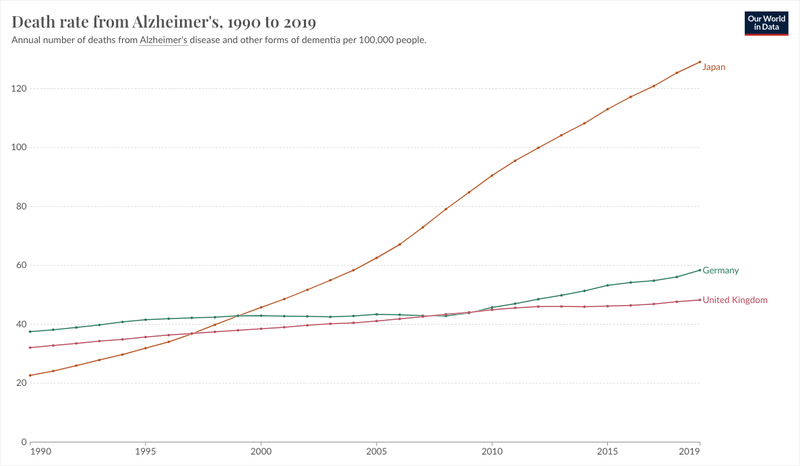 Death rate from Alzheimer's, 1990 to 2019
Annual number of deaths from Alzheimer's disease and other forms of dementia per 100,000 people.
Our World
in Data
120
100
80
60
40
20
0
Japan
Germany
United Kingdom
1990 1995 2000 2005 2010 2015 2019